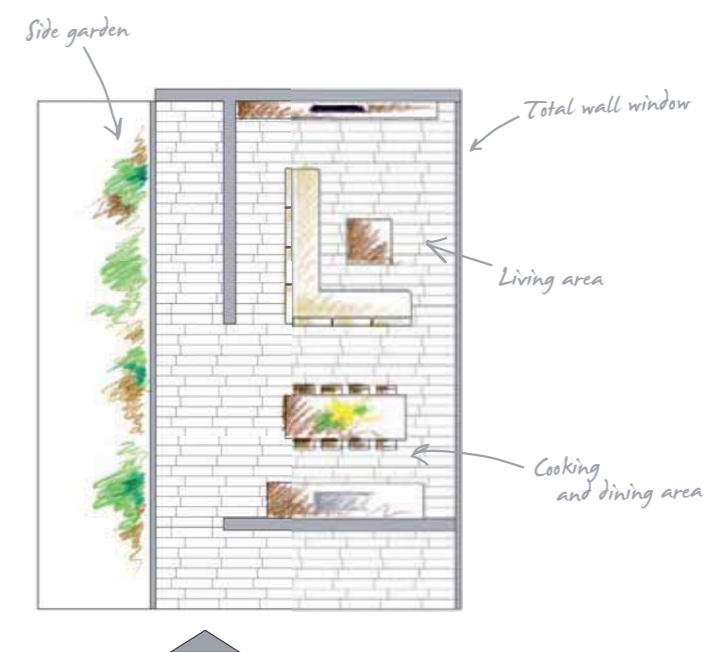 Side garden
Total wall window
Living area
Cooking
and dining area